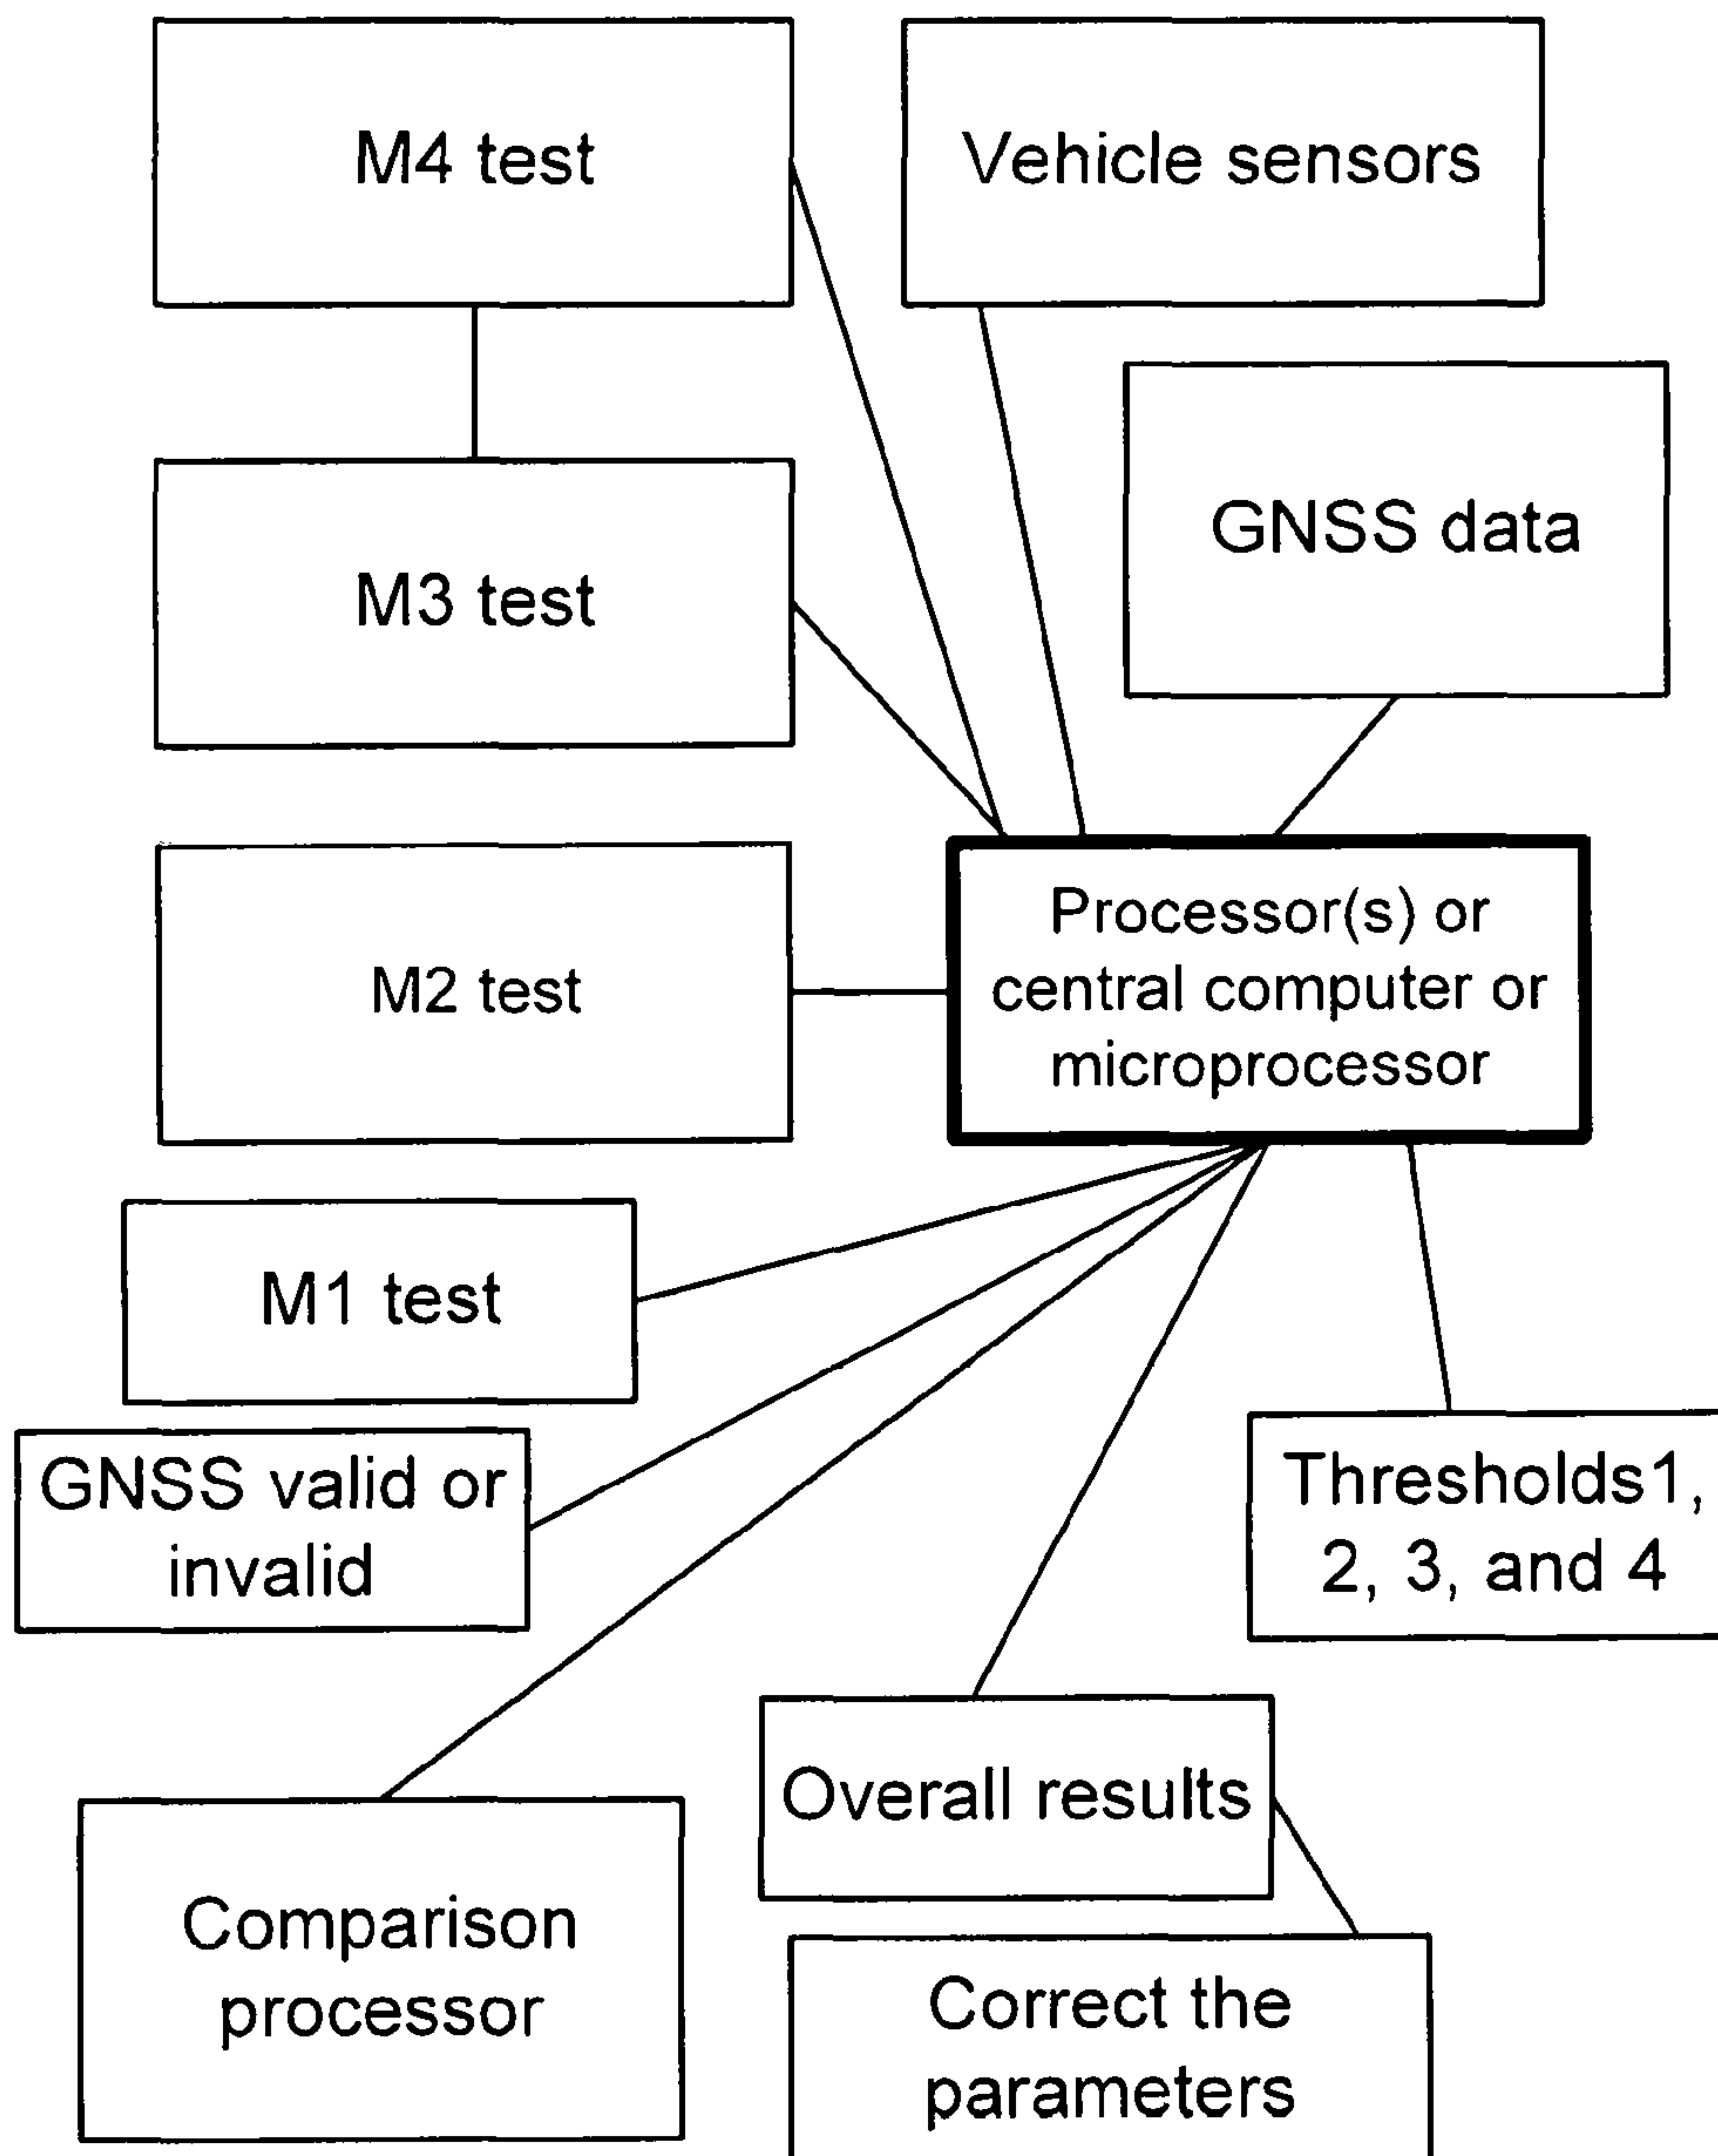 M4 test
Vehicle sensors
GNSS data
M3 test
Processor(s) or
central computer or
microprocessor
M2 test
M1 test
GNSS valid or
invalid
Thresholds1,
2, 3, and 4
Overall results
Comparison
processor
Correct the
parameters